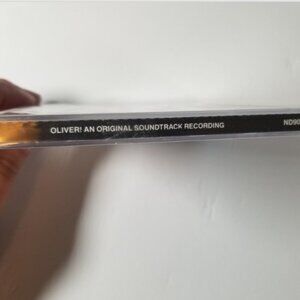 OLIVER! AN ORIGINAL SOUNDTRACK RECORDING
ND90